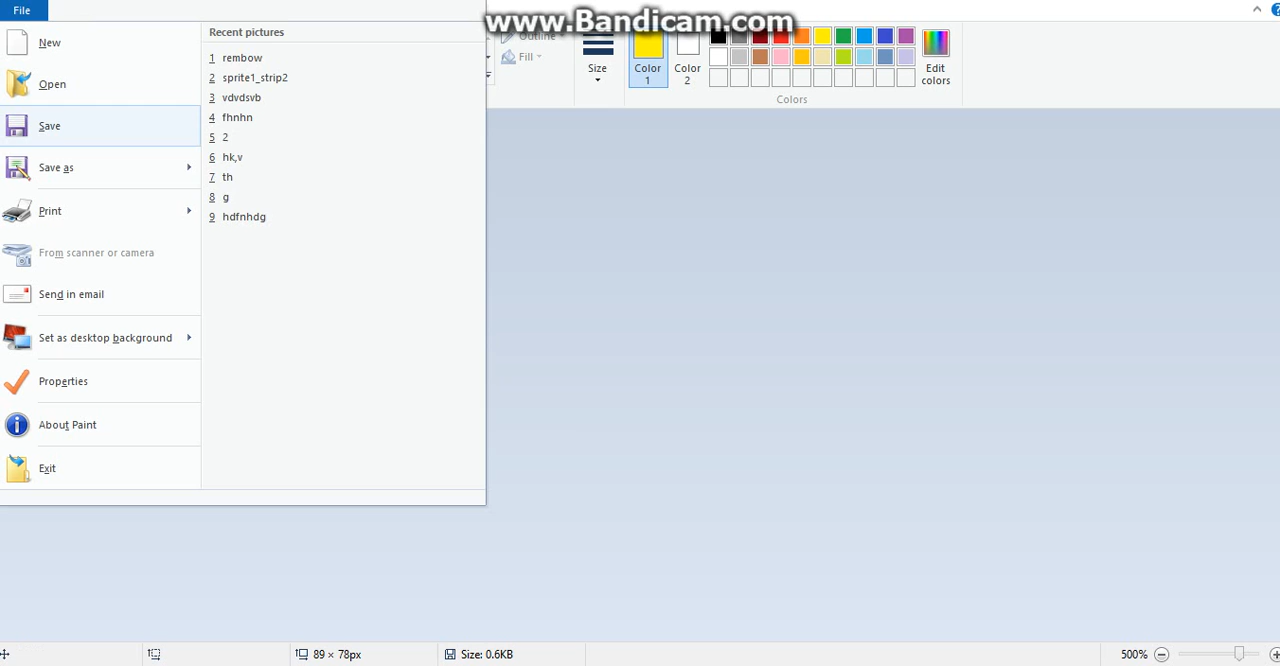 www.Bandicam.com
File
New
Open
Save
Save as
Print
From scanner or camera
Send in email
Set as desktop background
Properties
About Paint
Exit
Recent pictures
1 rembow
2 sprite1_strip2
3 vdvdsvb
4 fhnhn
5 2
6 hk,v
7 th
8 g
9 hdfnhdg
Outline
Fill
Size
Color
1
Color
2
Edit
colors
Colors
89 × 78px
Size: 0.6KB
500%